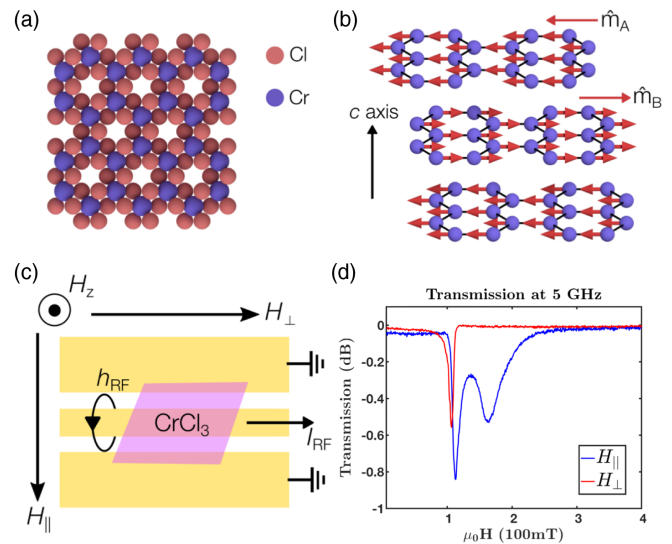 (a)
Cl
Cr
(b)
m̂A
m̂B
c axis
(c)
Hz
H⊥
hRF
CrCl3
IRF
H||
(d)
Transmission at 5 GHz
Transmission (dB)
0
-0.2
-0.4
-0.6
-0.8
-1
1
2
3
4
H||
H⊥
μ0H (100mT)